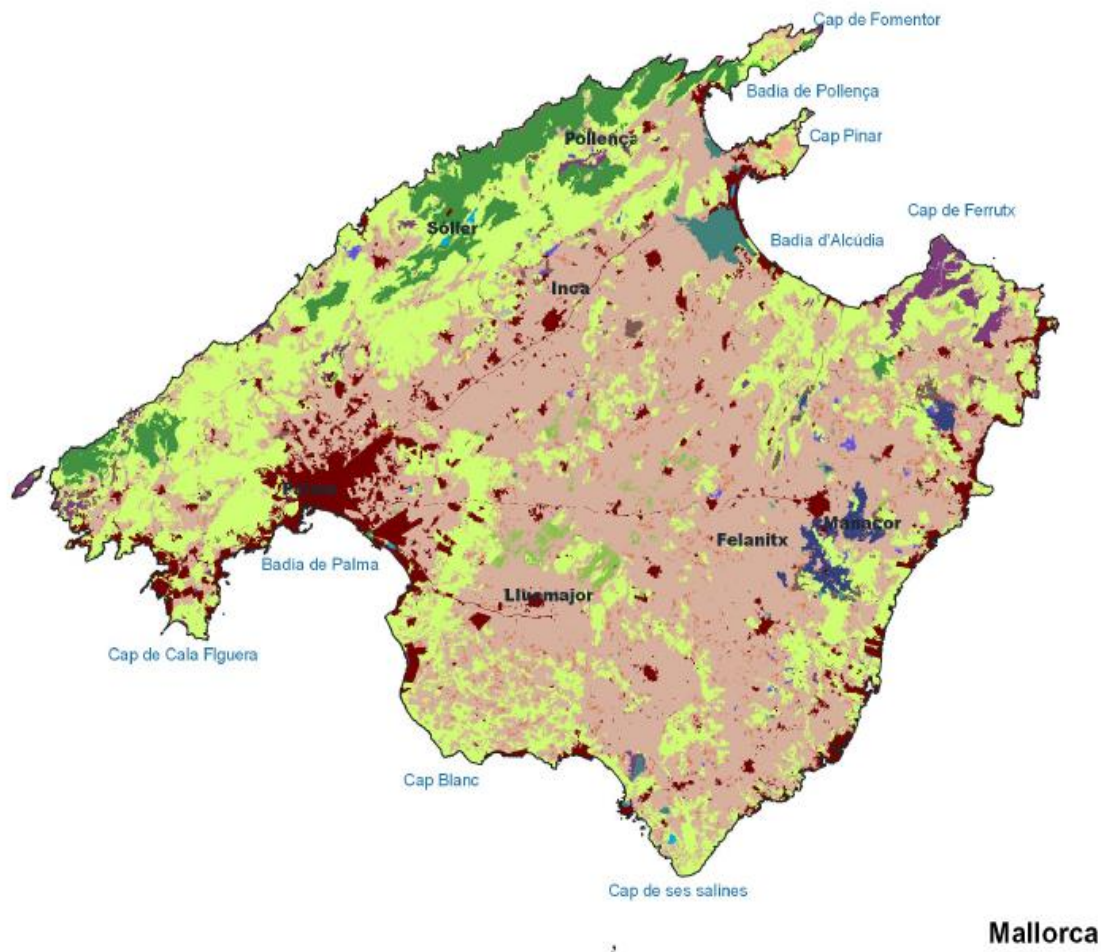 Cap de Fomentor
Badia de Pollença
Cap Pinar
Pollença
Cap de Ferrutx
Sóller
Badia d'Alcúdia
Inca
Manacor
Felanitx
Badia de Palma
Llucmajor
Cap de Cala FIguera
Cap Blanc
Cap de ses salines
Mallorca
,